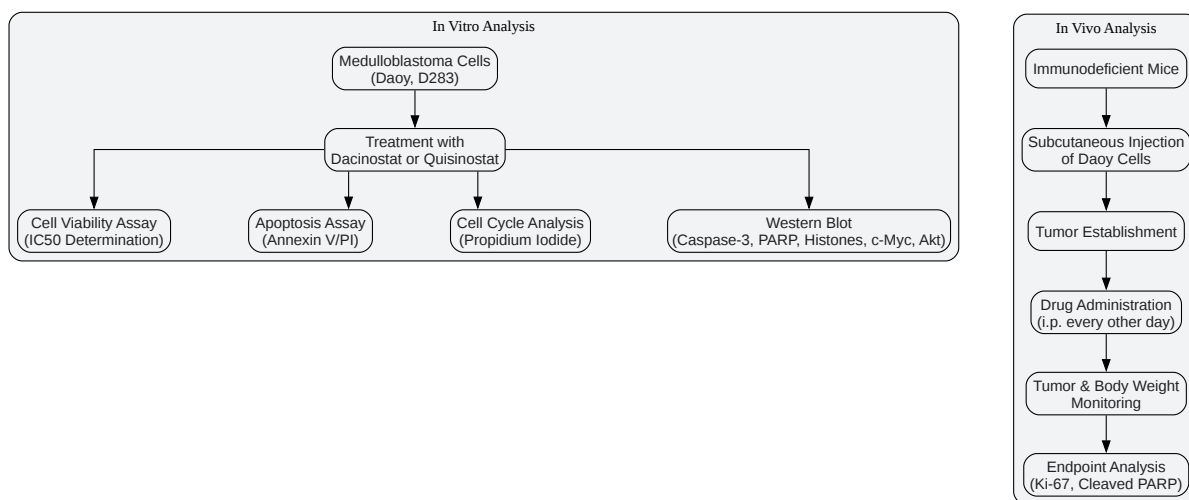 In Vitro Analysis
Medulloblastoma Cells
(Daoy, D283)
Treatment with
Dacinostat or Quisinostat
Cell Viability Assay
(IC50 Determination)
Apoptosis Assay
(Annexin V/PI)
Cell Cycle Analysis
(Propidium Iodide)
Western Blot
(Caspase-3, PARP, Histones, c-Myc, Akt)
In Vivo Analysis
Immunodeficient Mice
Subcutaneous Injection
of Daoy Cells
Tumor Establishment
Drug Administration
(i.p. every other day)
Tumor & Body Weight
Monitoring
Endpoint Analysis
(Ki-67, Cleaved PARP)